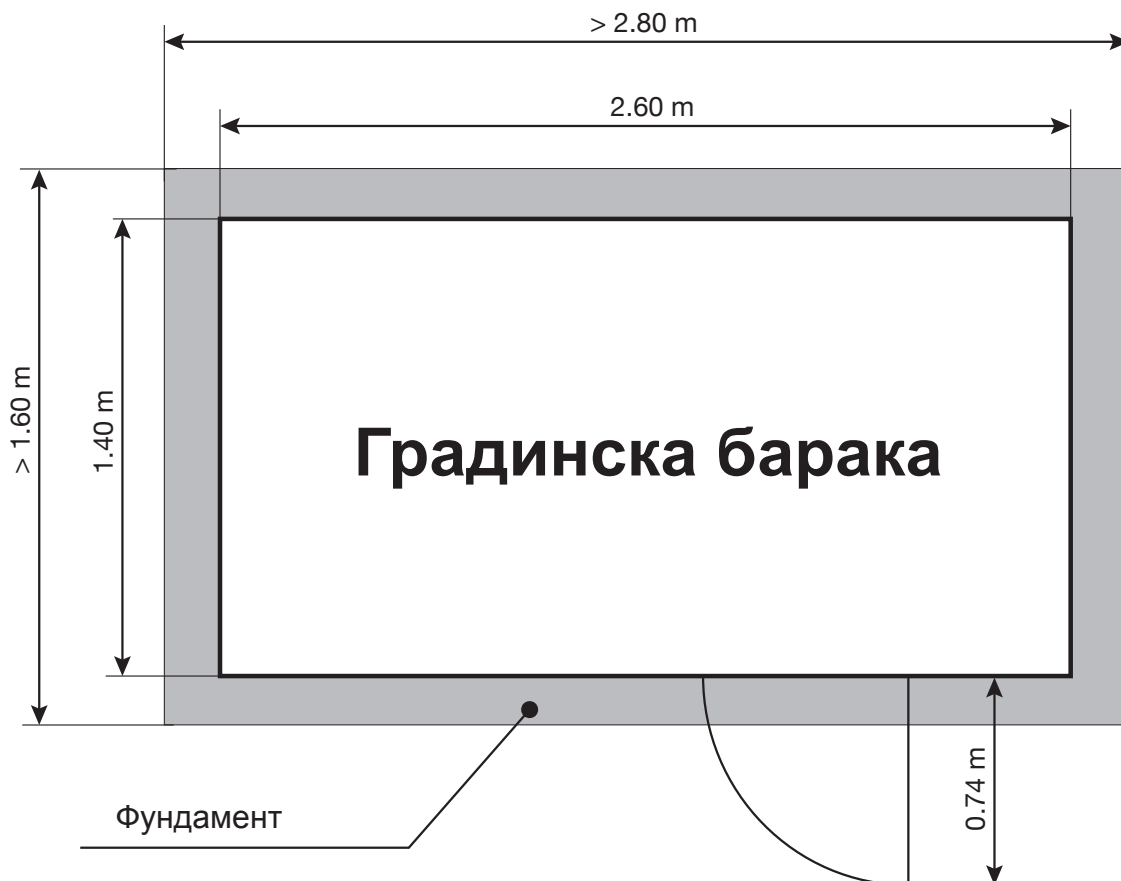 > 2.80 m
2.60 m
> 1.60 m
1.40 m
Градинска барака
0.74 m
Фундамент